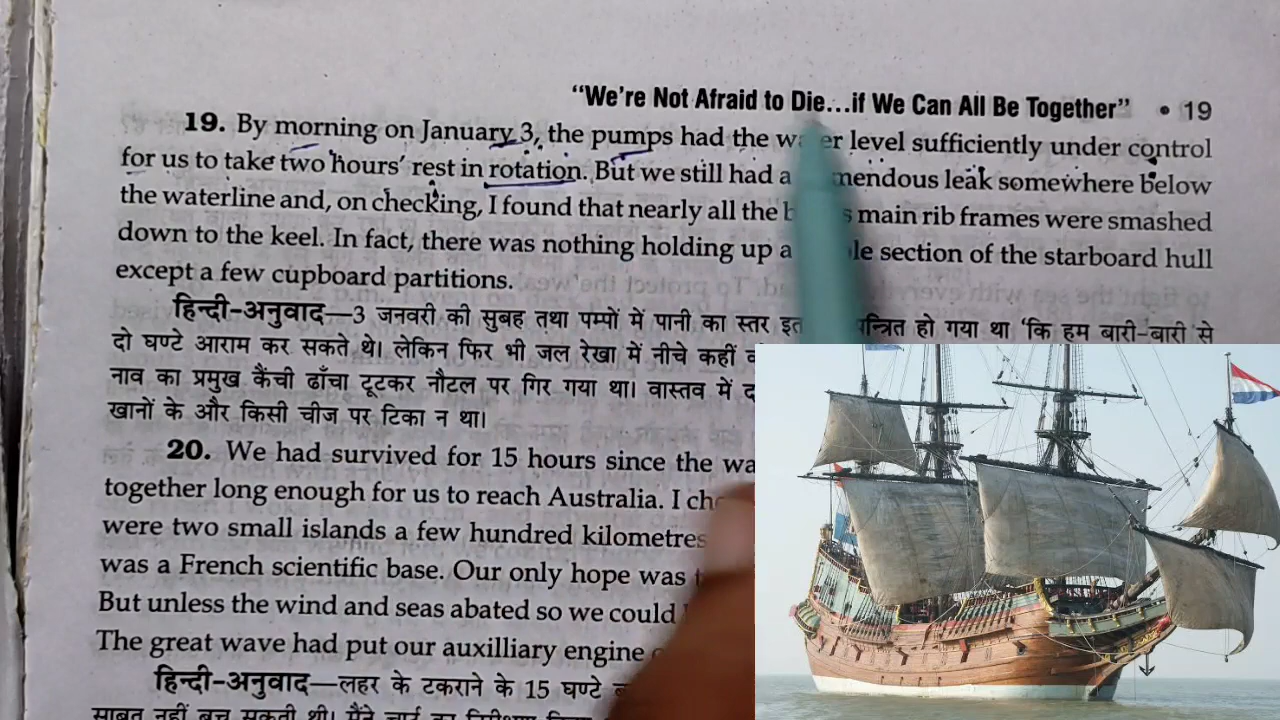 “We’re Not Afraid to Die...if We Can All Be Together” • 19
19. By morning on January 3, the pumps had the water level sufficiently under control
for us to take two hours’ rest in rotation. But we still had a tremendous leak somewhere below
the waterline and, on checking, I found that nearly all the main rib frames were smashed
down to the keel. In fact, there was nothing holding up a section of the starboard hull
except a few cupboard partitions.
हिन्दी-अनुवाद—3 जनवरी की सुबह तथा पम्पों में पानी का स्तर हो गया था ‘कि हम बारी-बारी से
दो घण्टे आराम कर सकते थे। लेकिन फिर भी जल रेखा में नीचे कहीं
नाव का प्रमुख कैंची ढाँचा टूटकर नौटल पर गिर गया था। वास्तव में
खानों के और किसी चीज पर टिका न था।
20. We had survived for 15 hours since the
together long enough for us to reach Australia. I
were two small islands a few hundred kilometres
was a French scientific base. Our only hope was
But unless the wind and seas abated so we could
The great wave had put our auxilliary engine
हिन्दी-अनुवाद—लहर के टकराने के 15 घण्टे
साबुत नहीं बच सकती थी। मैंने चार्ट का